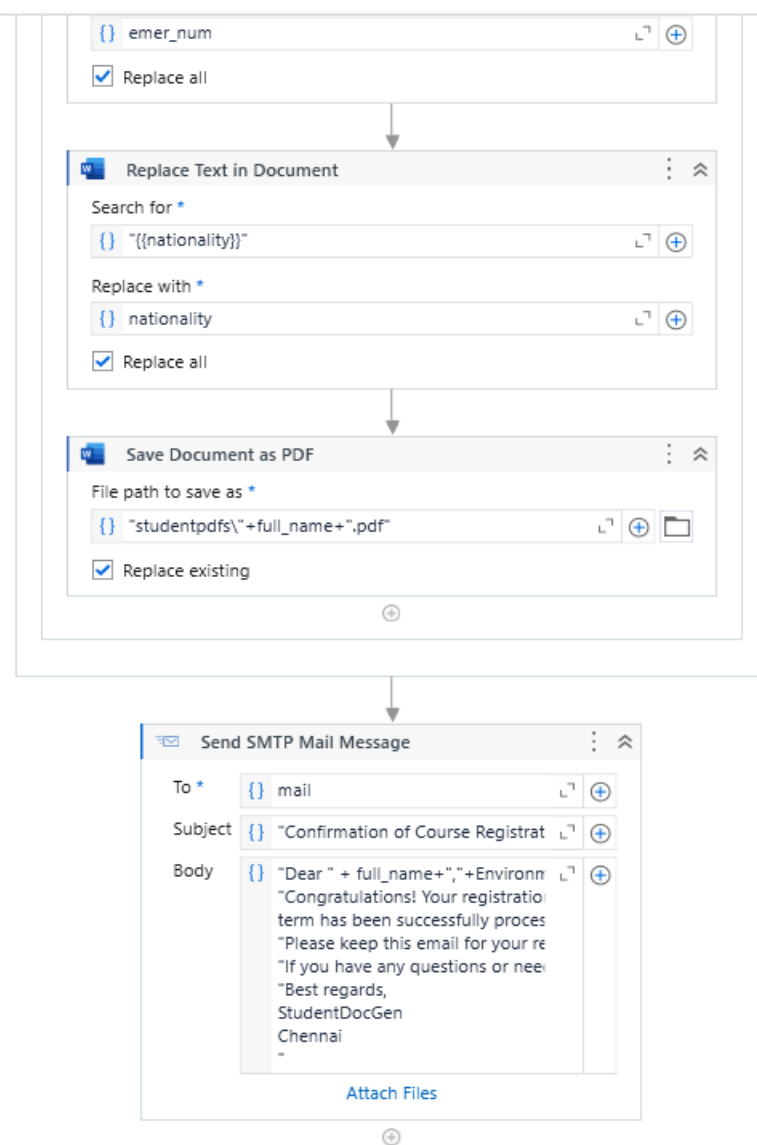 {} emer_num
Replace all
Replace Text in Document
Search for *
{} "{{nationality}}"
Replace with *
{} nationality
Replace all
Save Document as PDF
File path to save as *
{} "studentpdfs\"+full_name+".pdf"
Replace existing
Send SMTP Mail Message
To * {} mail
Subject {} "Confirmation of Course Registrat
Body {} "Dear " + full_name+","+Environm
"Congratulations! Your registratio
term has been successfully proces
"Please keep this email for your re
"If you have any questions or nee
"Best regards,
StudentDocGen
Chennai
"
Attach Files